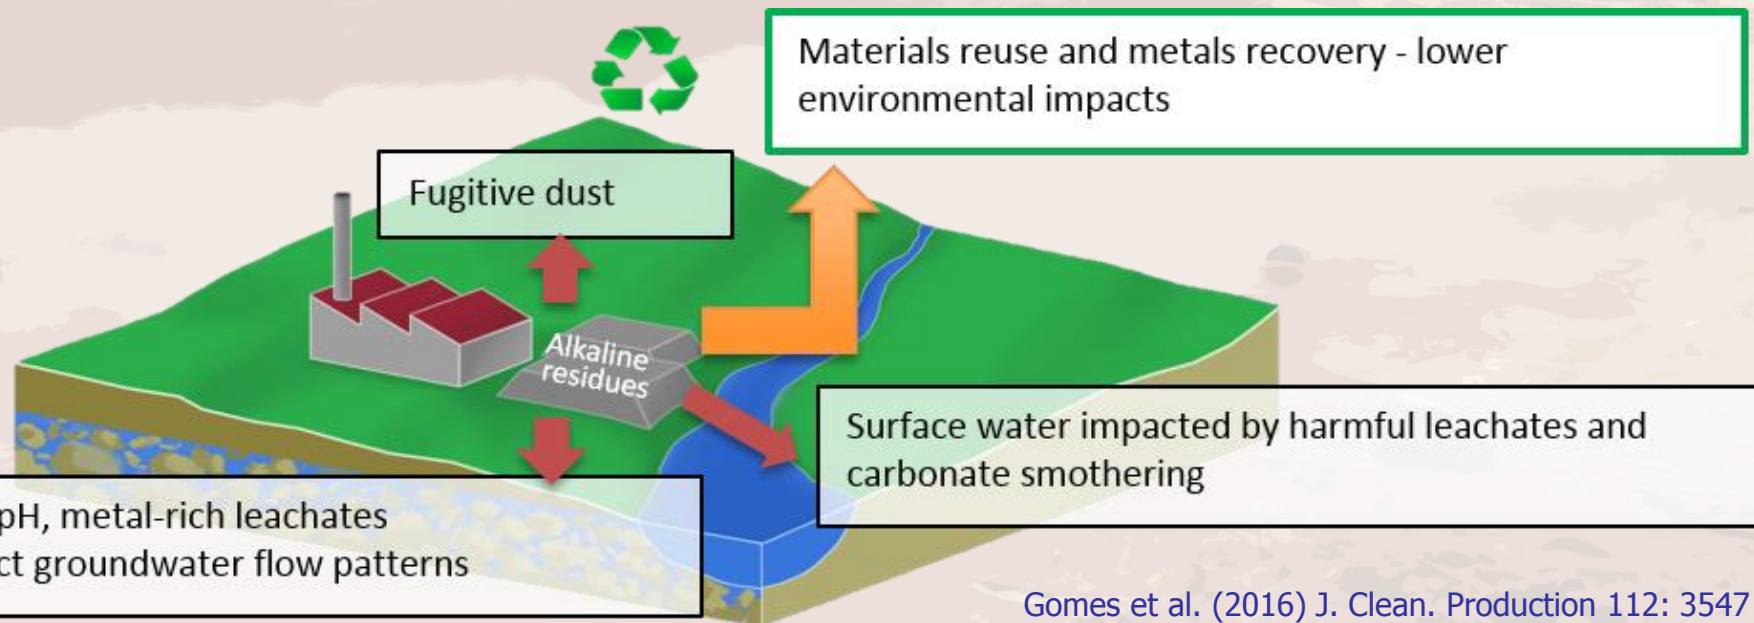 Materials reuse and metals recovery - lower
environmental impacts
Fugitive dust
Alkaline
residues
Surface water impacted by harmful leachates and
carbonate smothering
pH, metal-rich leachates
ct groundwater flow patterns
Gomes et al. (2016) J. Clean. Production 112: 3547